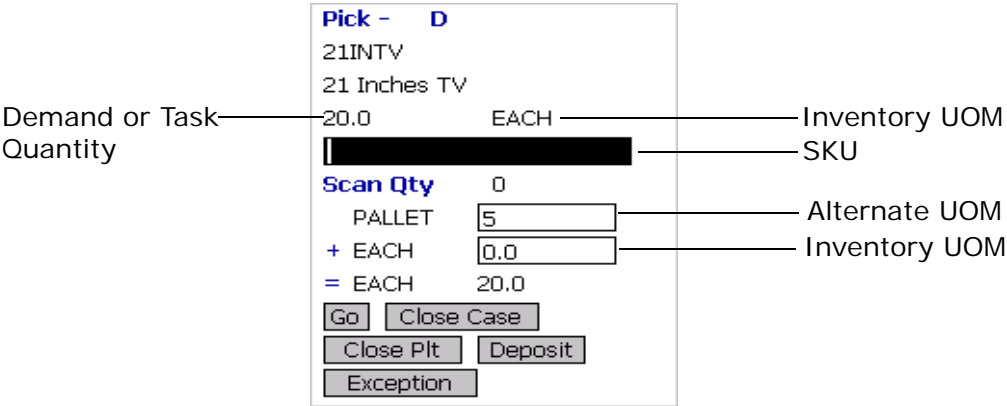 Pick - D
21INTV
21 Inches TV
Demand or Task Quantity
20.0 EACH
Inventory UOM
SKU
Scan Qty 0
PALLET 5
Alternate UOM
+ EACH 0.0
Inventory UOM
= EACH 20.0
Go Close Case
Close Plt Deposit
Exception